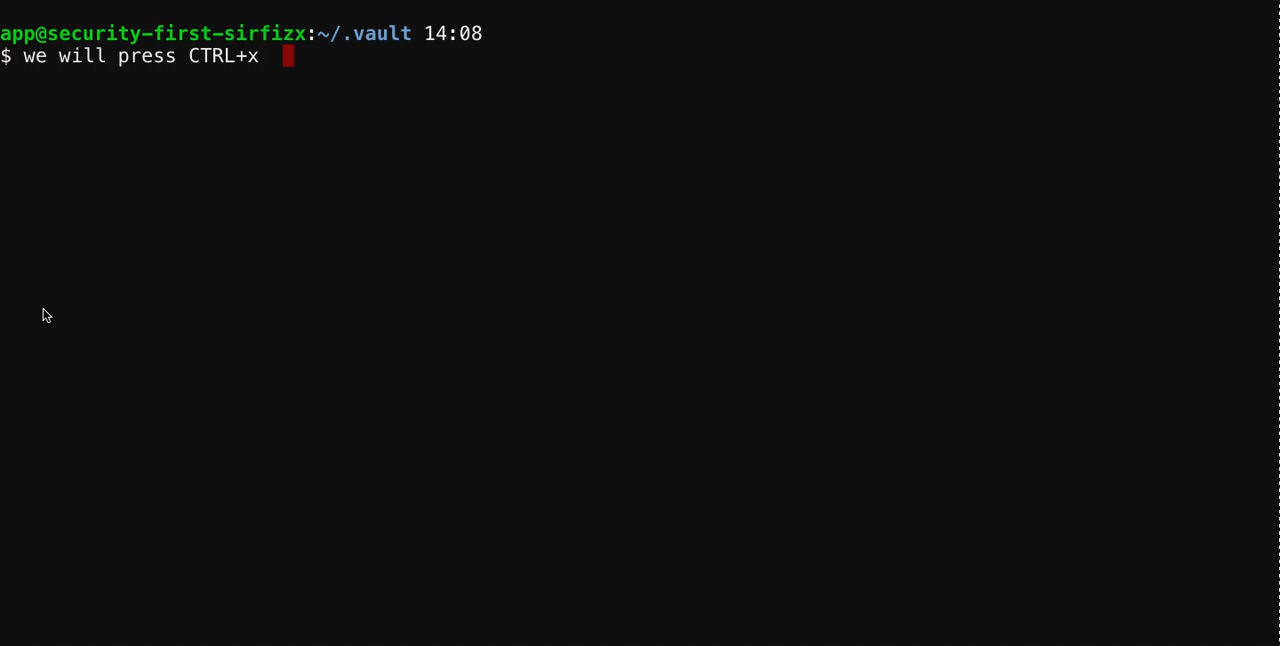 app@security-first-sirfizx:~/.vault 14:08
$ we will press CTRL+x